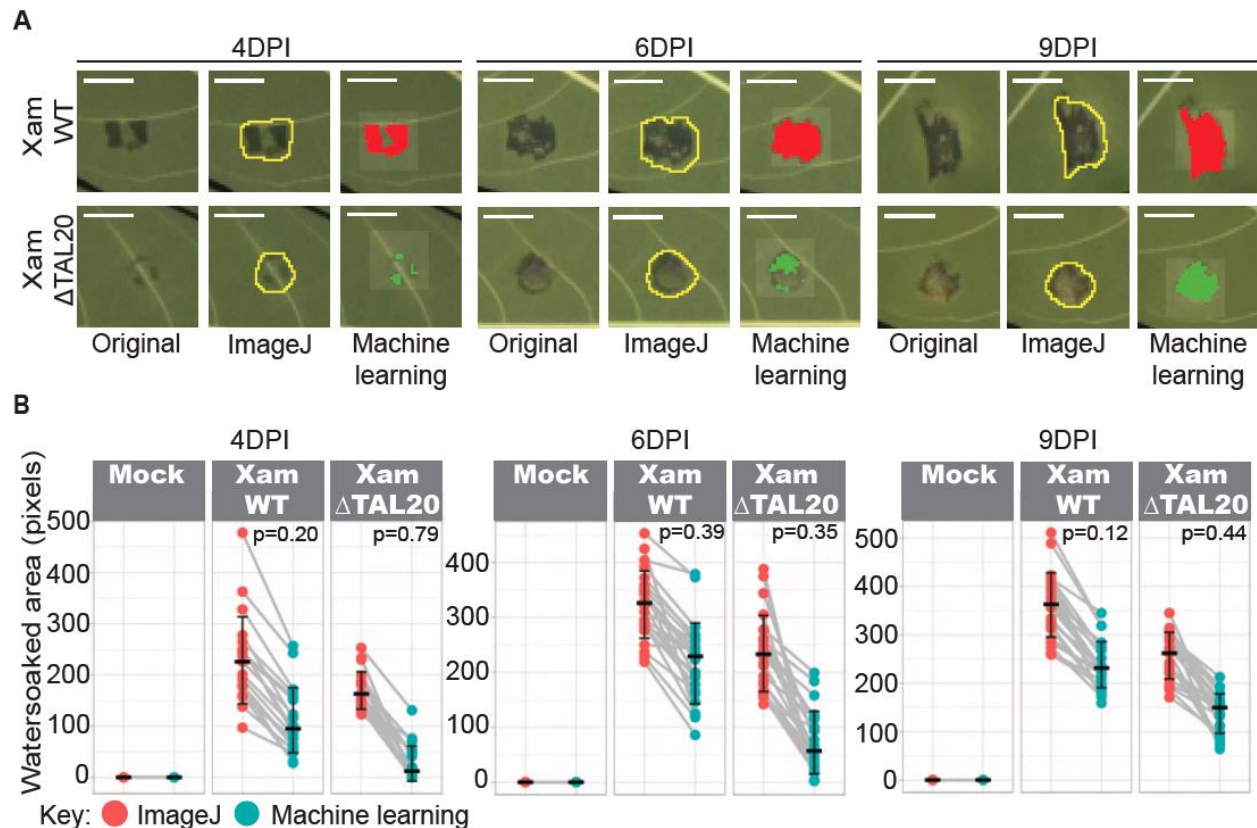 A
4DPI
6DPI
9DPI
Xam
WT
Xam
ΔTAL20
Original
ImageJ
Machine
learning
Original
ImageJ
Machine
learning
Original
ImageJ
Machine
learning
B
Watersoaked area (pixels)
4DPI
Mock
Xam
WT
Xam
ΔTAL20
p=0.20
p=0.79
500
400
300
200
100
0
6DPI
Mock
Xam
WT
Xam
ΔTAL20
p=0.39
p=0.35
400
300
200
100
0
9DPI
Mock
Xam
WT
Xam
ΔTAL20
p=0.12
p=0.44
500
400
300
200
100
0
Key: ImageJ Machine learning